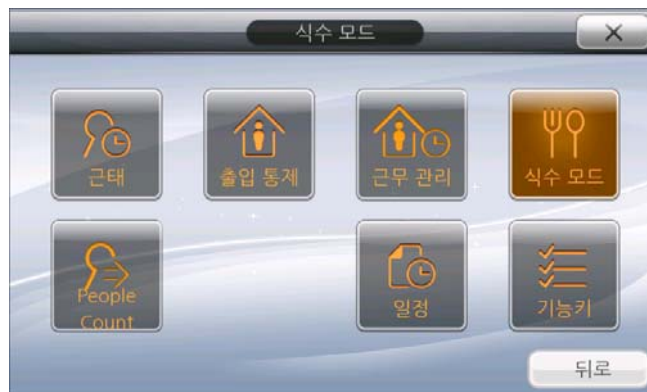 식수 모드
근태
출입 통제
근무 관리
식수 모드
People
Count
일정
기능키
뒤로